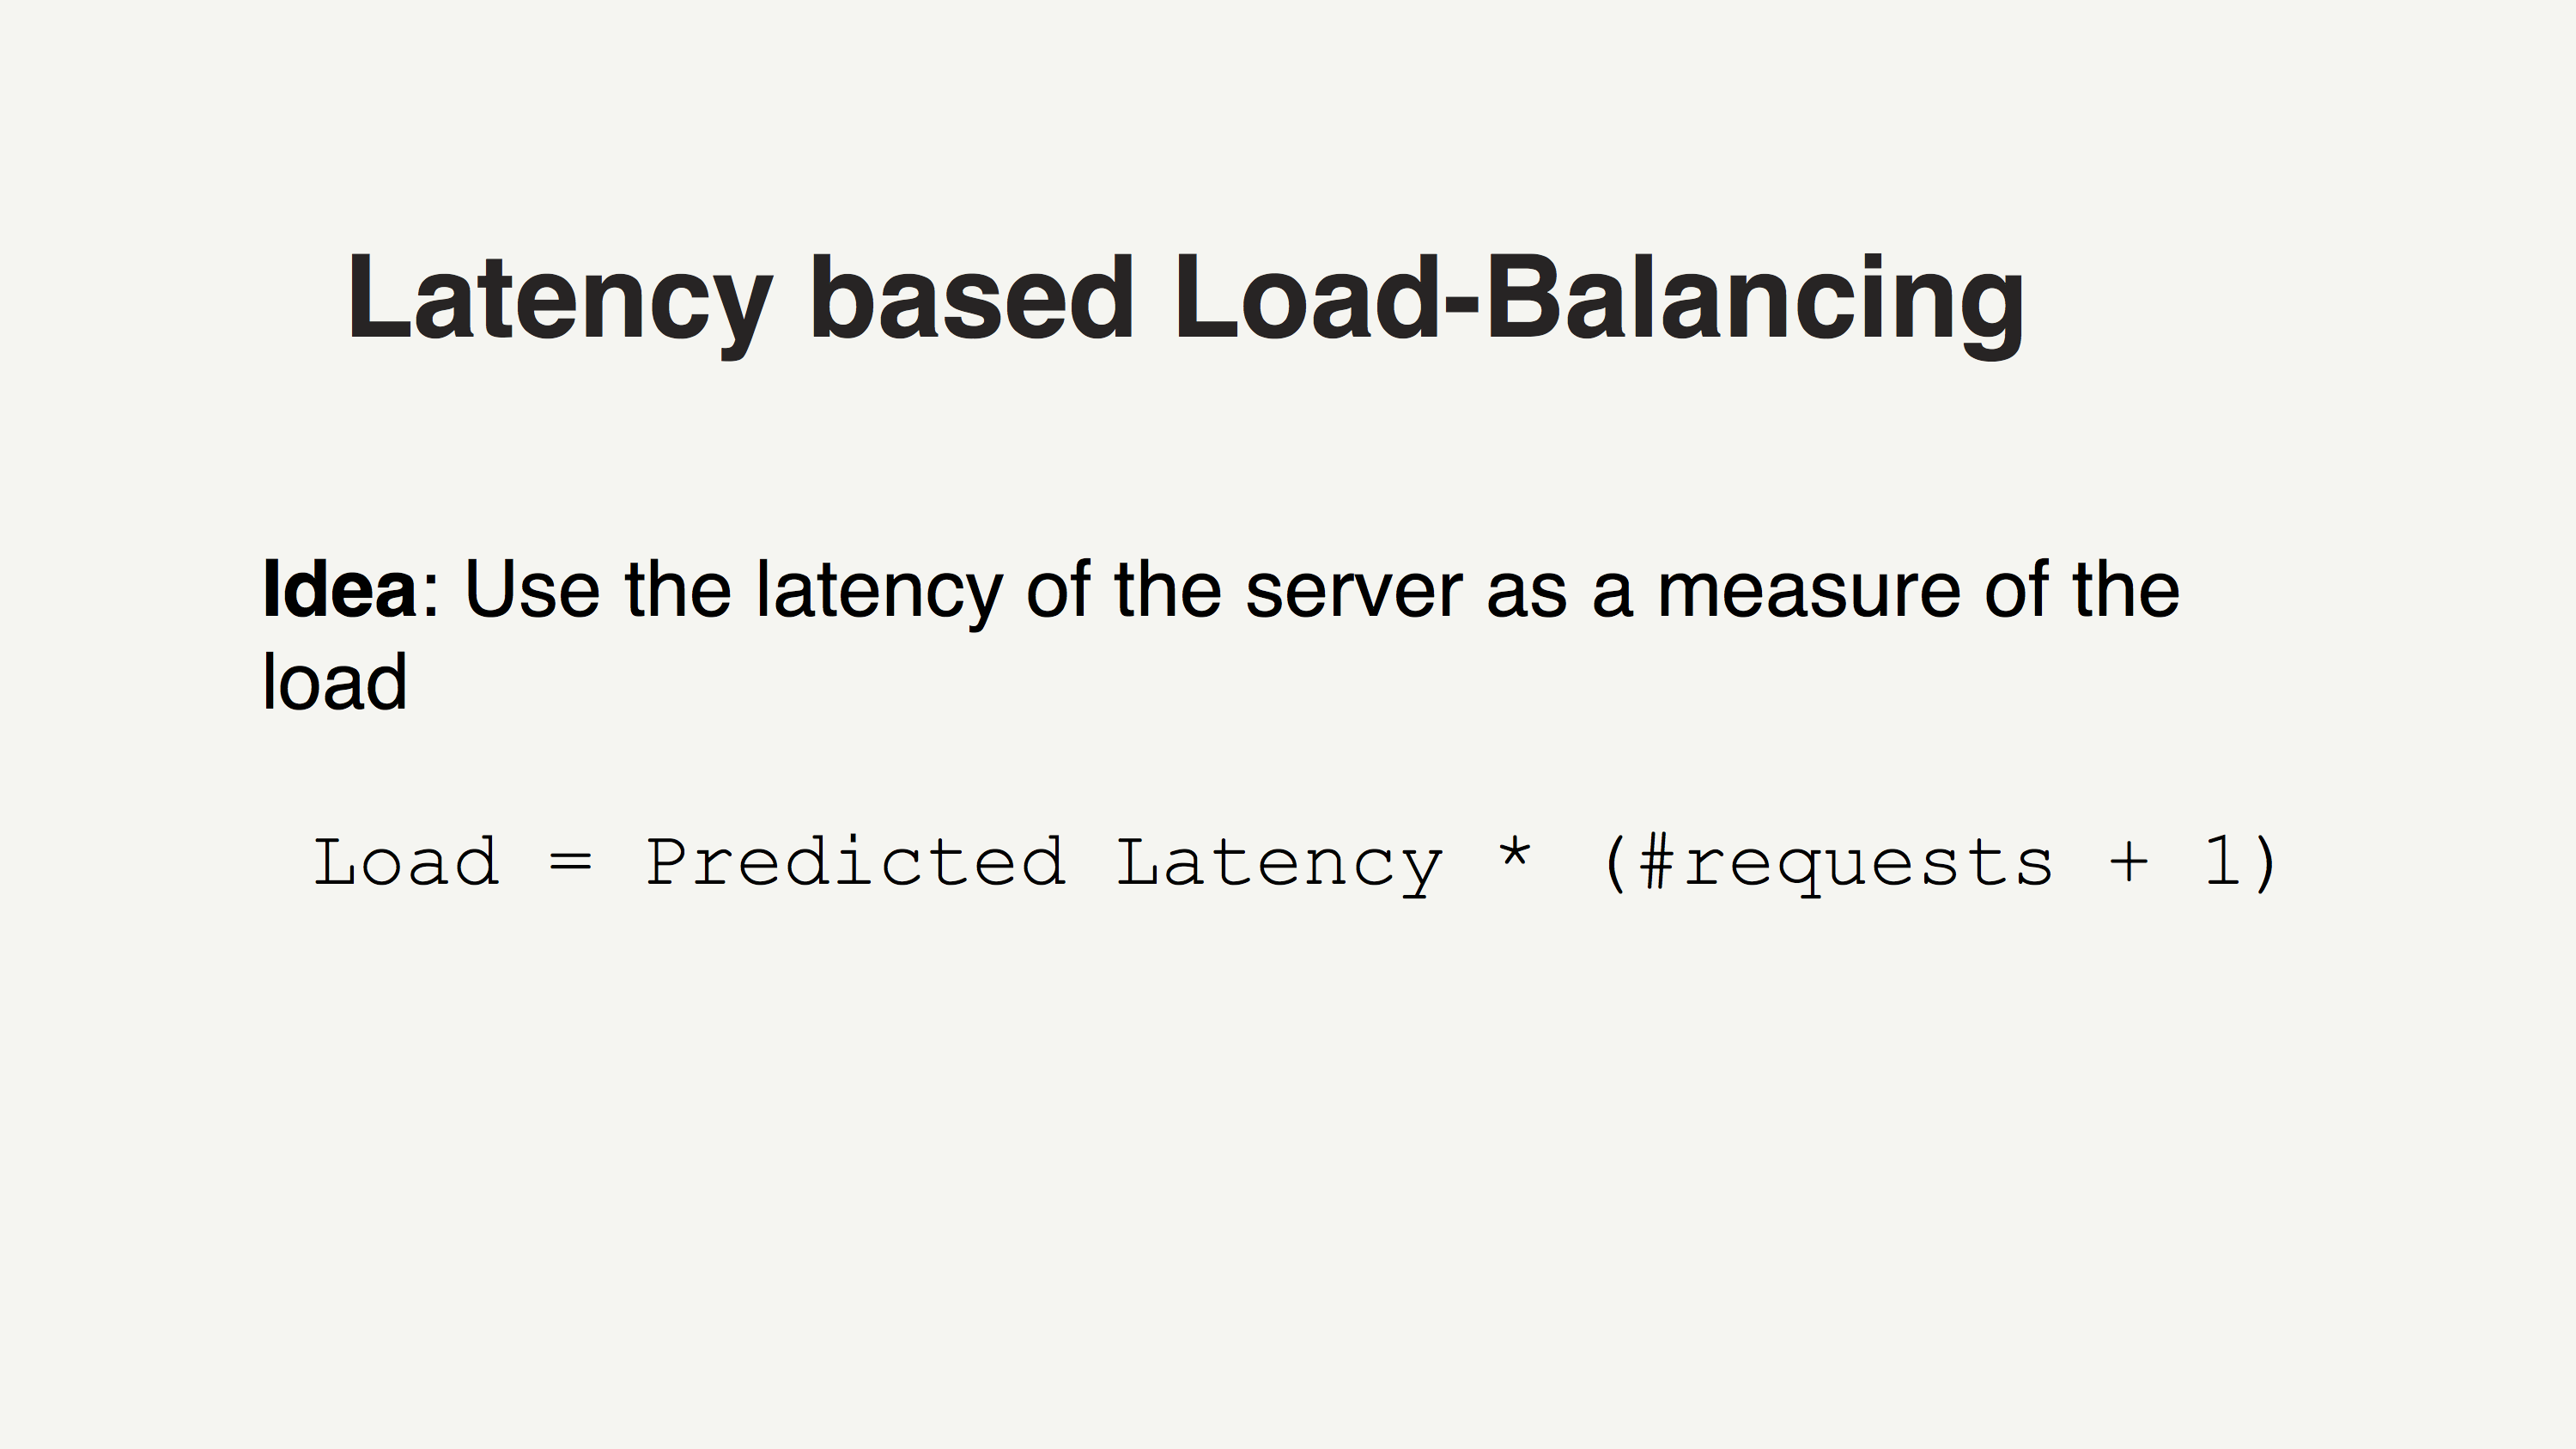 Latency based Load-Balancing
Idea: Use the latency of the server as a measure of the
load
Load = Predicted Latency * (#requests + 1)